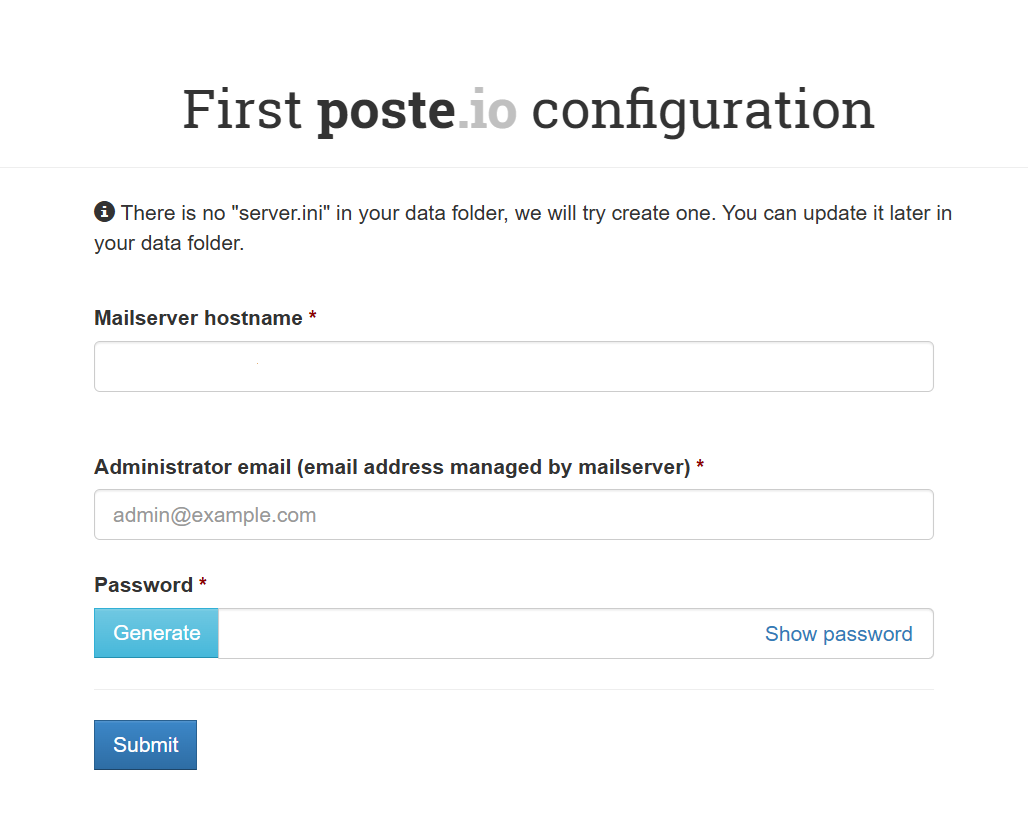 First poste.io configuration
There is no "server.ini" in your data folder, we will try create one. You can update it later in
your data folder.
Mailserver hostname *
Administrator email (email address managed by mailserver) *
admin@example.com
Password *
Generate
Show password
Submit